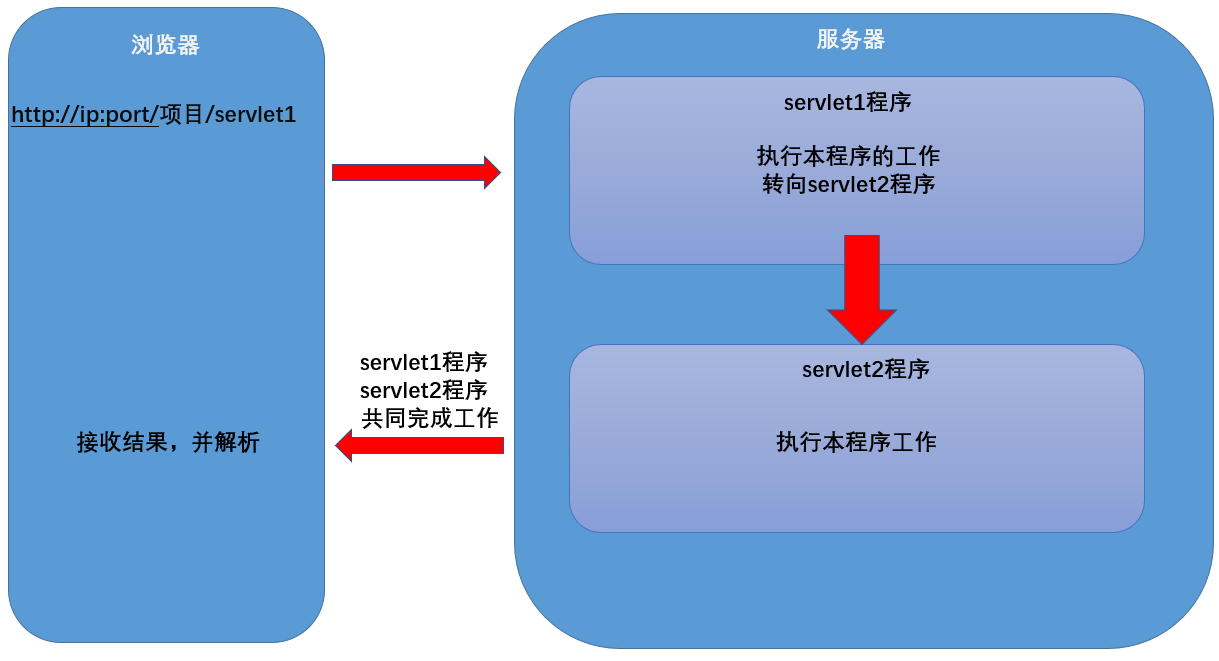 浏览器
http://ip:port/项目/servlet1
服务器
servlet1程序
执行本程序的工作
转向servlet2程序
servlet1程序
servlet2程序
共同完成工作
接收结果，并解析
servlet2程序
执行本程序工作